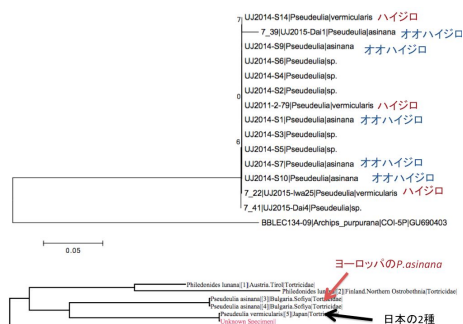 UJ2014-S14|Pseudeulia|vermicularis ハイジロ
7_39|UJ2015-Dai1|Pseudeulia|asinana オオハイジロ
UJ2014-S9|Pseudeulia|asinana オオハイジロ
UJ2014-S6|Pseudeulia|sp.
UJ2014-S4|Pseudeulia|sp.
UJ2014-S2|Pseudeulia|sp.
UJ2011-2-79|Pseudeulia|vermicularis ハイジロ
UJ2014-S1|Pseudeulia|asinana オオハイジロ
UJ2014-S3|Pseudeulia|sp.
UJ2014-S5|Pseudeulia|sp.
UJ2014-S7|Pseudeulia|asinana オオハイジロ
UJ2014-S10|Pseudeulia|asinana オオハイジロ
7_22|UJ2015-Iwa25|Pseudeulia|vermicularis ハイジロ
7_41|UJ2015-Dai4|Pseudeulia|sp.
BBLEC134-09|Archips_purpurana|COI-5P|GU690403
7
0
6
0.05
ヨーロッパのP.asinana
Philedonides lunana|[1]|Austria.Tirol|Tortricidae|
Philedonides lunana|[2]|Finland.Northern Ostrobothnia|Tortricidae|
Pseudeulia asinana|[3]|Bulgaria.Sofiya|Tortricidae|
Pseudeulia asinana|[4]|Bulgaria.Sofiya|Tortricidae|
Pseudeulia vermicularis|[5]|Japan|Tortric
Unknown Specimen|
日本の2種